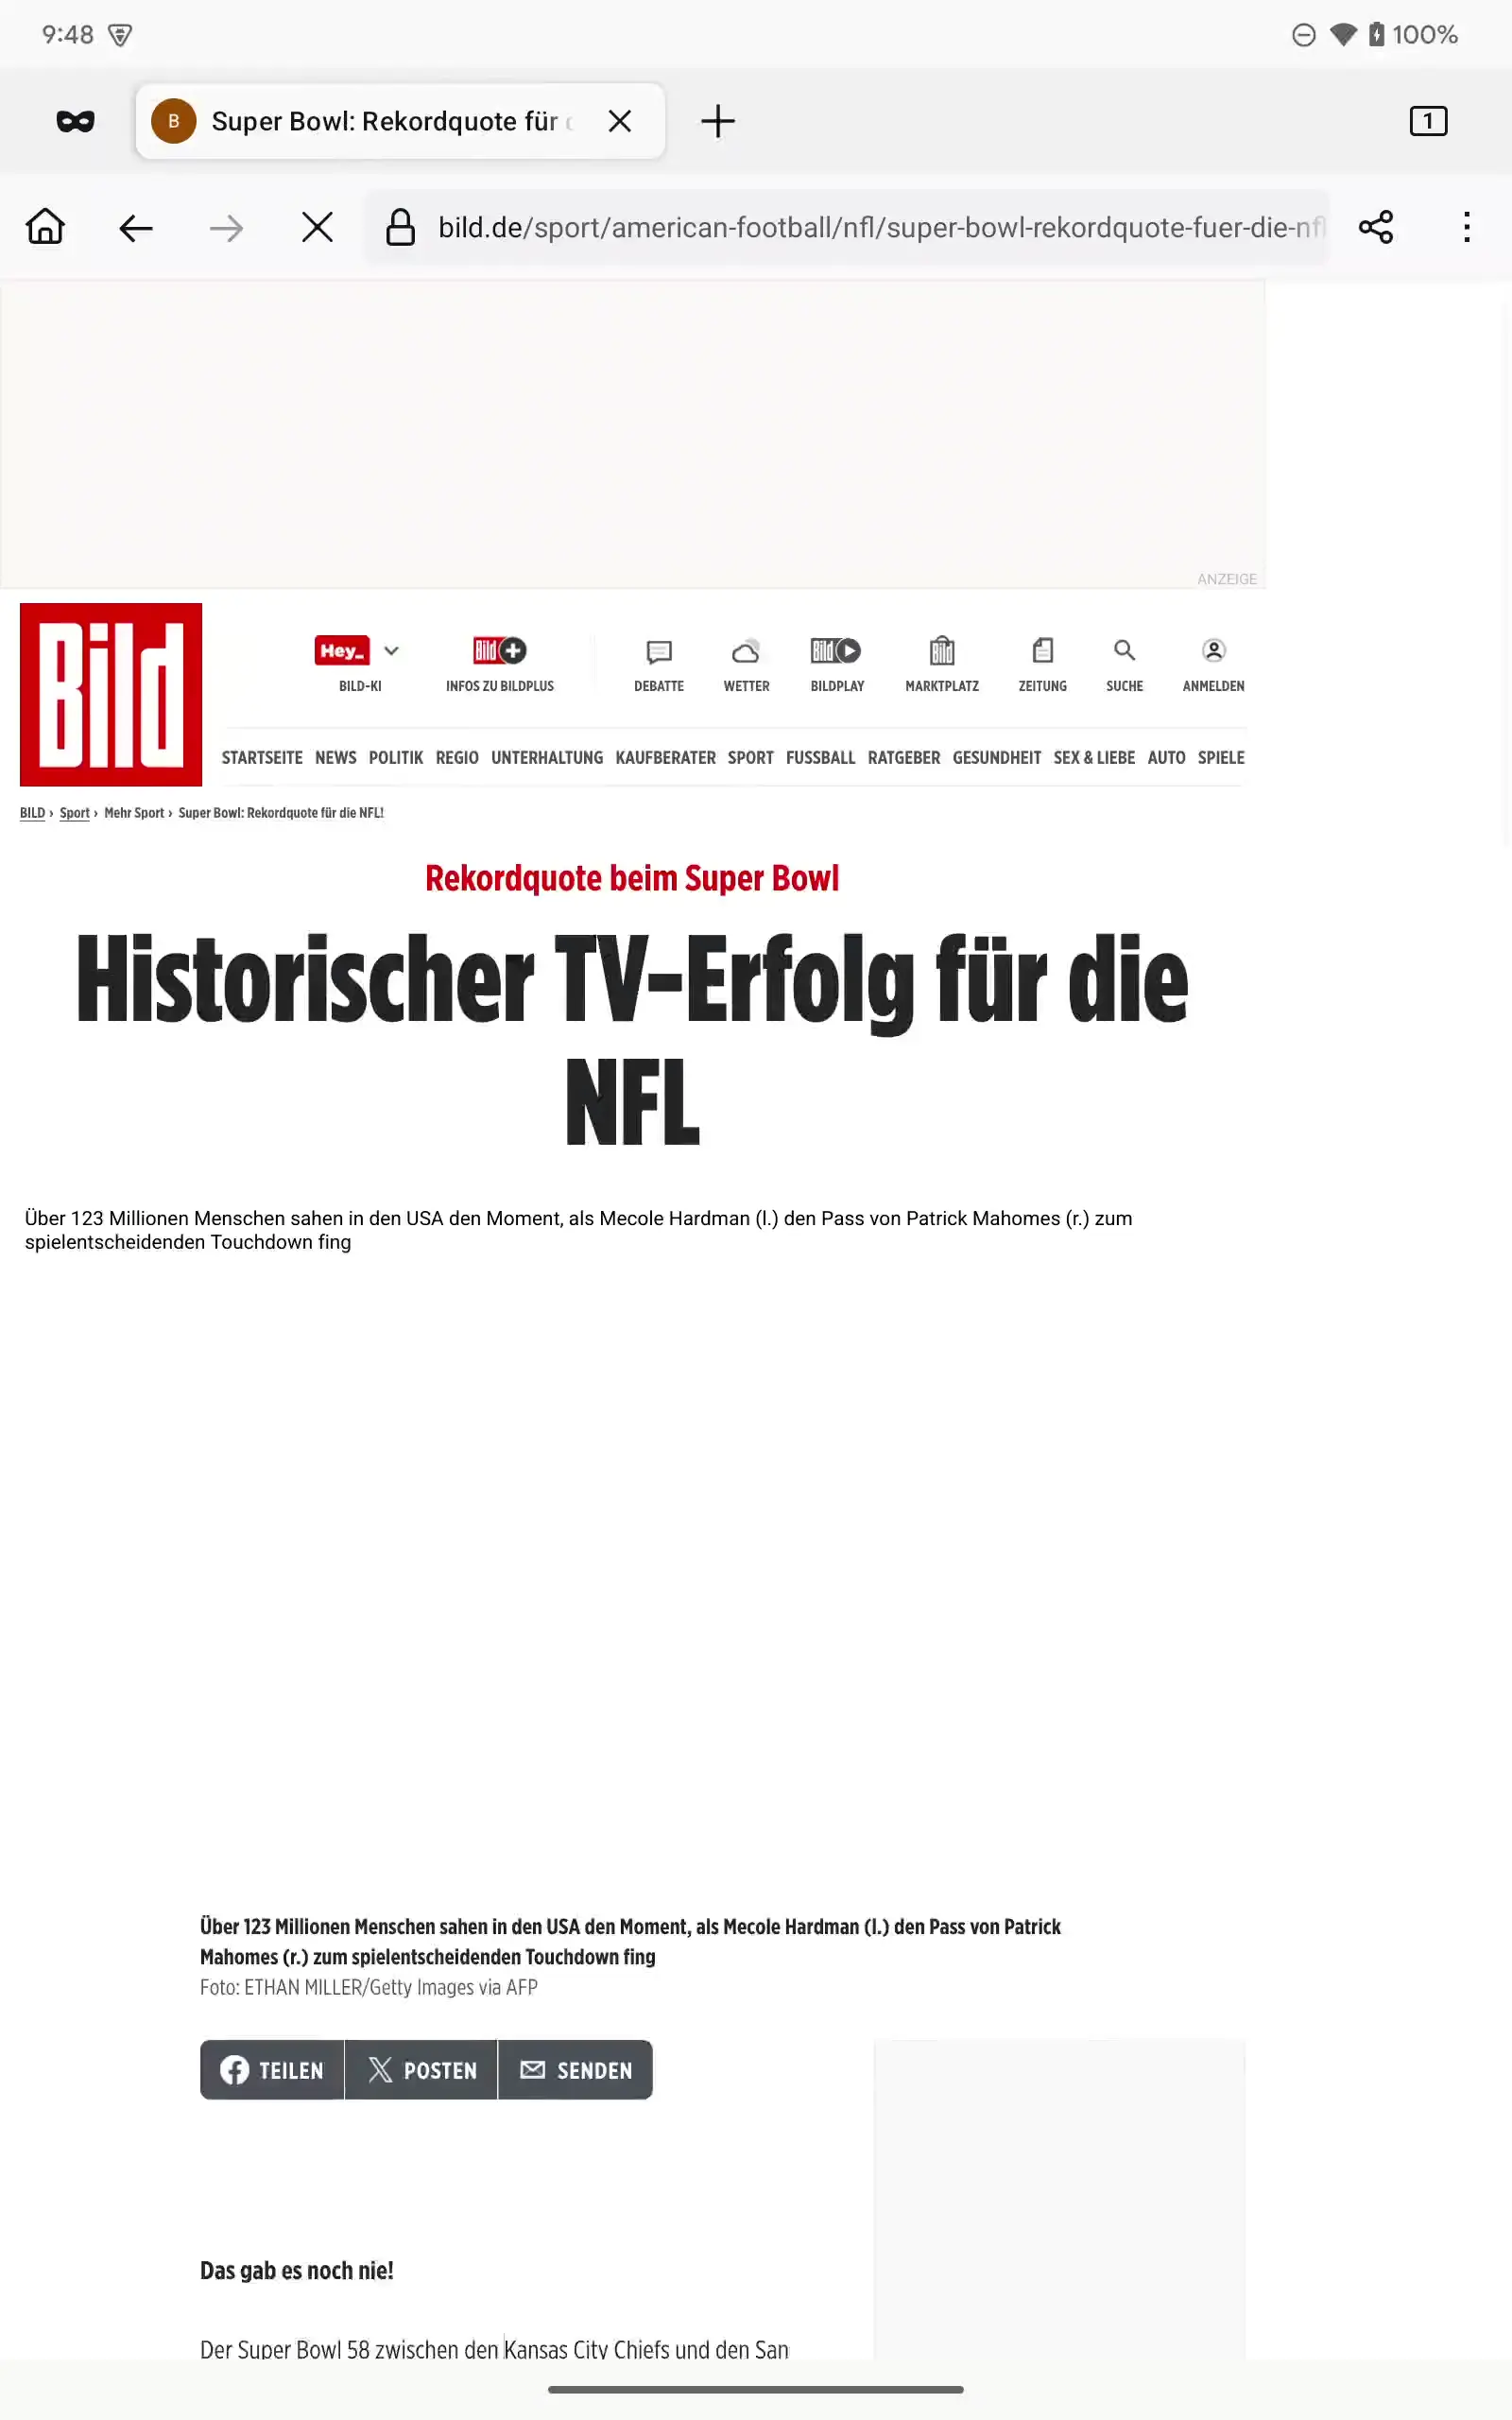 9:48
100%
B Super Bowl: Rekordquote für
1
bild.de/sport/american-football/nfl/super-bowl-rekordquote-fuer-die-nfl
ANZEIGE
Bild
Hey_
BILD-KI
Bild
INFOS ZU BILDPLUS
DEBATTE
WETTER
Bild
BILDPLAY
Bild
MARKTPLATZ
ZEITUNG
SUCHE
ANMELDEN
STARTSEITE NEWS POLITIK REGIO UNTERHALTUNG KAUFBERATER SPORT FUSSBALL RATGEBER GESUNDHEIT SEX & LIEBE AUTO SPIELE
BILD › Sport › Mehr Sport › Super Bowl: Rekordquote für die NFL!
Rekordquote beim Super Bowl
Historischer TV-Erfolg für die
NFL
Über 123 Millionen Menschen sahen in den USA den Moment, als Mecole Hardman (l.) den Pass von Patrick Mahomes (r.) zum
spielentscheidenden Touchdown fing
Über 123 Millionen Menschen sahen in den USA den Moment, als Mecole Hardman (l.) den Pass von Patrick
Mahomes (r.) zum spielentscheidenden Touchdown fing
Foto: ETHAN MILLER/Getty Images via AFP
TEILEN POSTEN SENDEN
Das gab es noch nie!
Der Super Bowl 58 zwischen den Kansas City Chiefs und den San